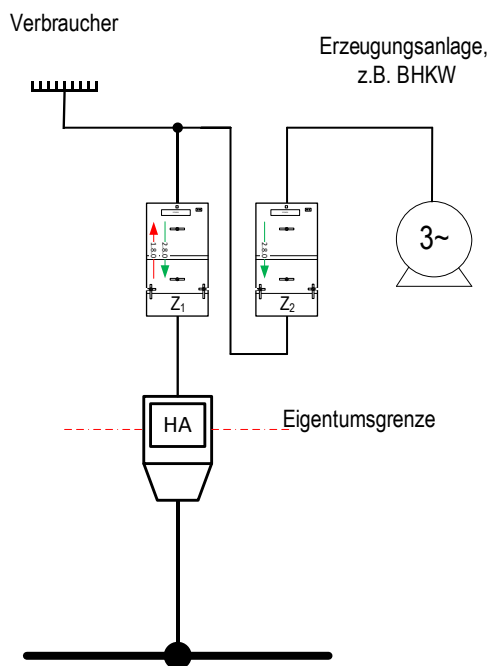 Verbraucher
Erzeugungsanlage,
z.B. BHKW
3~
1.8.0
2.8.0
2.8.0
Z₁
Z₂
HA
Eigentumsgrenze